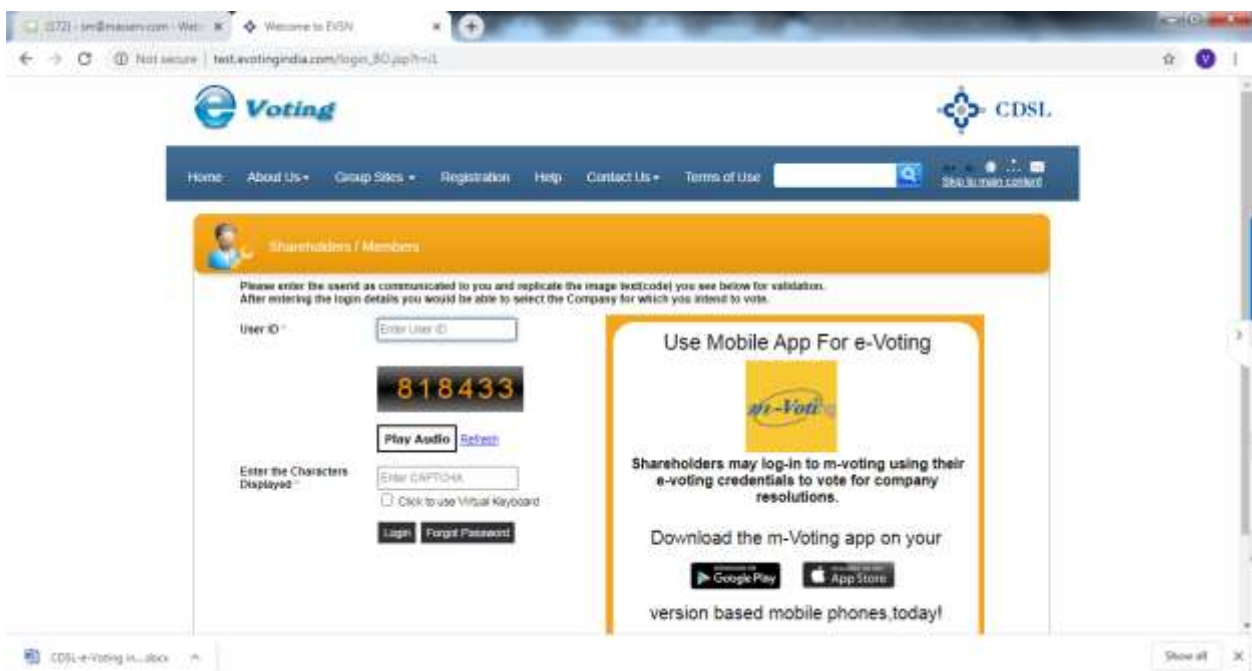 Welcome to EVSN
Not secure | test.evotingindia.com/login_BO.jsp?
V
e Voting
CDSL
Home About Us Group Sites Registration Help Contact Us Terms of Use
Skip to main content
Shareholders / Members
Please enter the userid as communicated to you and replicate the image text(code) you see below for validation.
After entering the login details you would be able to select the Company for which you intend to vote.
User ID *
Enter User ID
818433
Play Audio Refresh
Enter the Characters
Displayed *
Enter CAPTCHA
Click to use Virtual Keyboard
Login Forgot Password
Use Mobile App For e-Voting
m-Voting
Shareholders may log-in to m-voting using their
e-voting credentials to vote for company
resolutions.
Download the m-Voting app on your
Google Play
App Store
version based mobile phones,today!
CDSL-e-Voting in....docx
Show all